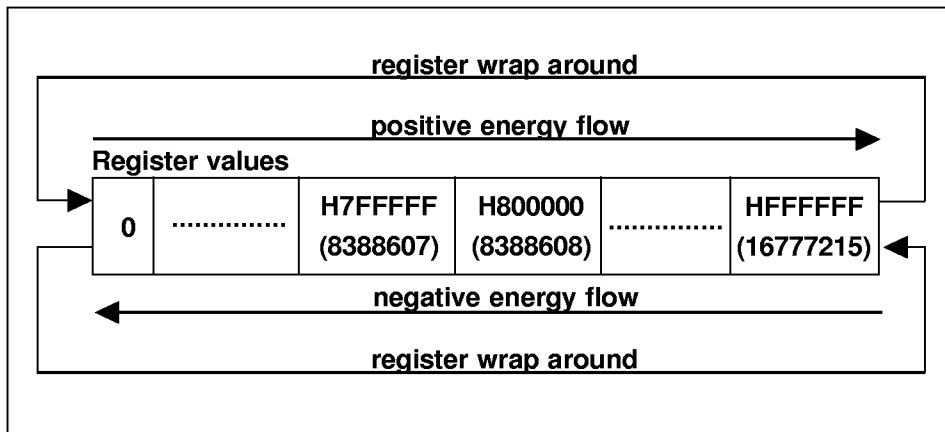 register wrap around
positive energy flow
Register values
0 .............. H7FFFFF H800000 .............. HFFFFFF
(8388607) (8388608) (16777215)
negative energy flow
register wrap around